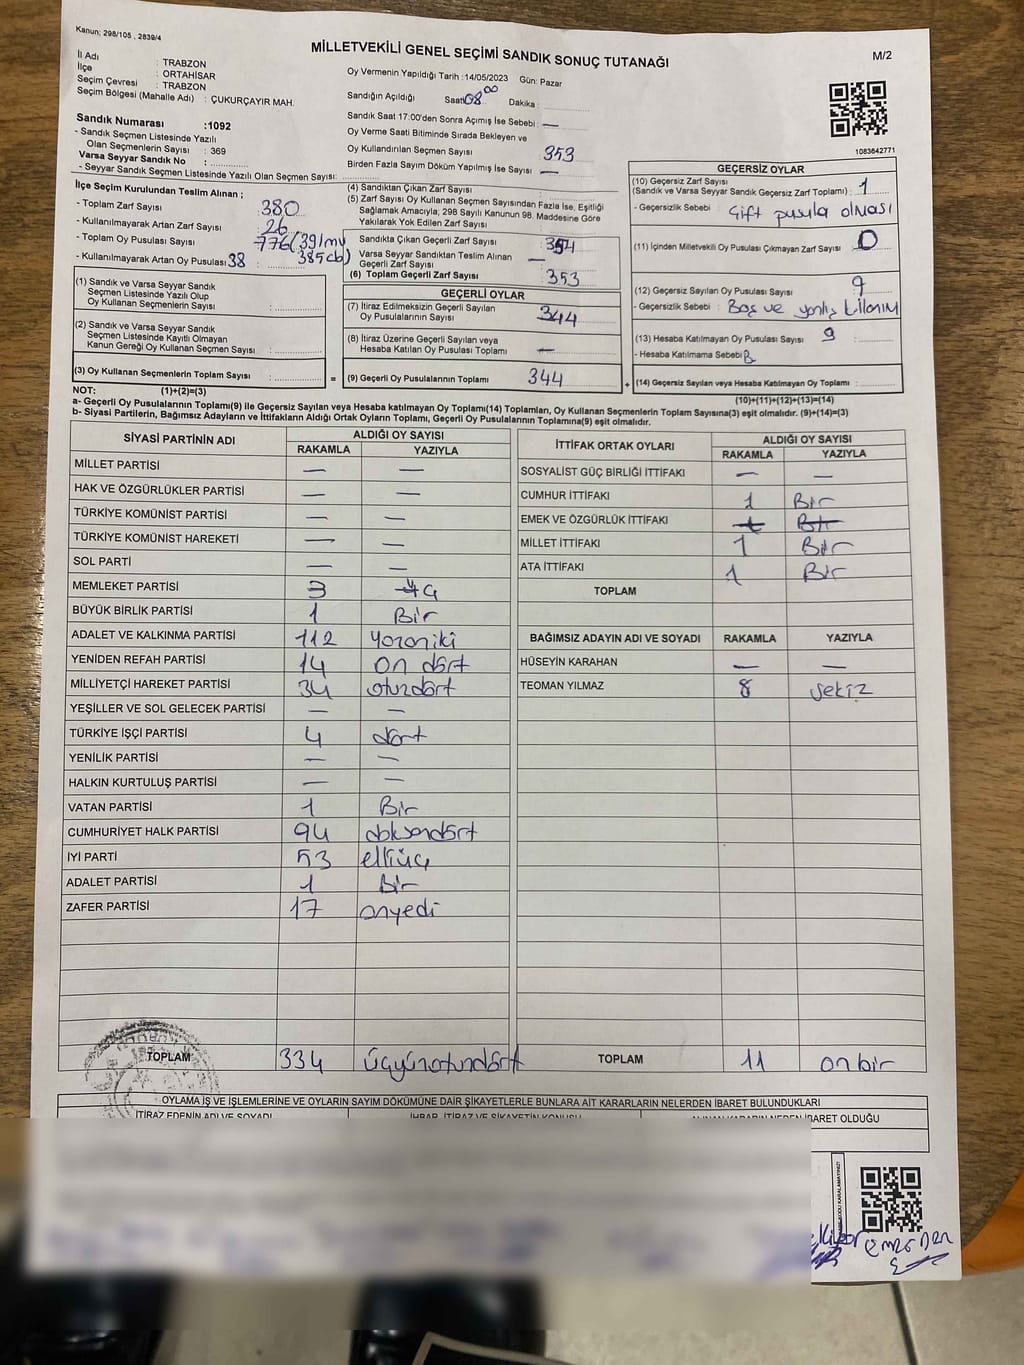 Kanun: 298/105 , 2839/4
MİLLETVEKİLİ GENEL SEÇİMİ SANDIK SONUÇ TUTANAĞI
M/2
İl Adı : TRABZON
İlçe : ORTAHİSAR
Seçim Çevresi : TRABZON
Seçim Bölgesi (Mahalle Adı) : ÇUKURÇAYIR MAH.
Sandık Numarası :1092
- Sandık Seçmen Listesinde Yazılı
Olan Seçmenlerin Sayısı : 369
Varsa Seyyar Sandık No :
- Seyyar Sandık Seçmen Listesinde Yazılı Olan Seçmen Sayısı:
Oy Vermenin Yapıldığı Tarih :14/05/2023 Gün: Pazar
Sandığın Açıldığı Saat: 08 00 Dakika :
Sandık Saat 17:00'den Sonra Açımış İse Sebebi : —
Oy Verme Saati Bitiminde Sırada Bekleyen ve
Oy Kullandırılan Seçmen Sayısı 353
Birden Fazla Sayım Döküm Yapılmış İse Sayısı —
1083642771
İlçe Seçim Kurulundan Teslim Alınan ;
- Toplam Zarf Sayısı : 380
- Kullanılmayarak Artan Zarf Sayısı : 26
- Toplam Oy Pusulası Sayısı : 776 (391mv
- Kullanılmayarak Artan Oy Pusulası 38 : 385cb)
(1) Sandık ve Varsa Seyyar Sandık
Seçmen Listesinde Yazılı Olup
Oy Kullanan Seçmenlerin Sayısı :
(2) Sandık ve Varsa Seyyar Sandık
Seçmen Listesinde Kayıtlı Olmayan
Kanun Gereği Oy Kullanan Seçmen Sayısı :
(3) Oy Kullanan Seçmenlerin Toplam Sayısı :
(4) Sandıktan Çıkan Zarf Sayısı :
(5) Zarf Sayısı Oy Kullanan Seçmen Sayısından Fazla İse, Eşitliği
Sağlamak Amacıyla, 298 Sayılı Kanunun 98. Maddesine Göre
Yakılarak Yok Edilen Zarf Sayısı :
Sandıkta Çıkan Geçerli Zarf Sayısı : 354
Varsa Seyyar Sandıktan Teslim Alınan —
Geçerli Zarf Sayısı :
(6) Toplam Geçerli Zarf Sayısı : 353
GEÇERLİ OYLAR
(7) İtiraz Edilmeksizin Geçerli Sayılan
Oy Pusulalarının Sayısı : 344
(8) İtiraz Üzerine Geçerli Sayılan veya
Hesaba Katılan Oy Pusulası Toplamı : —
= (9) Geçerli Oy Pusulalarının Toplamı : 344
GEÇERSİZ OYLAR
(10) Geçersiz Zarf Sayısı
(Sandık ve Varsa Seyyar Sandık Geçersiz Zarf Toplamı) : 1
- Geçersizlik Sebebi : Çift pusula olması
(11) İçinden Milletvekili Oy Pusulası Çıkmayan Zarf Sayısı : 0
(12) Geçersiz Sayılan Oy Pusulası Sayısı : 9
- Geçersizlik Sebebi : Boş ve
(13) Hesaba Katılmayan Oy Pusulası Sayısı : 9
- Hesaba Katılmama Sebebi
+ (14) Geçersiz Sayılan veya Hesaba Katılmayan Oy Toplamı :
NOT: (1)+(2)=(3)
(10)+(11)+(12)+(13)=(14)
a- Geçerli Oy Pusulalarının Toplamı(9) ile Geçersiz Sayılan veya Hesaba katılmayan Oy Toplamı(14) Toplamları, Oy Kullanan Seçmenlerin Toplam Sayısına(3) eşit olmalıdır. (9)+(14)=(3)
b- Siyasi Partilerin, Bağımsız Adayların ve İttifakların Aldığı Ortak Oyların Toplamı, Geçerli Oy Pusulalarının Toplamına(9) eşit olmalıdır.
SİYASİ PARTİNİN ADI ALDIĞI OY SAYISI
RAKAMLA YAZIYLA
MİLLET PARTİSİ — —
HAK VE ÖZGÜRLÜKLER PARTİSİ — —
TÜRKİYE KOMÜNİST PARTİSİ — —
TÜRKİYE KOMÜNİST HAREKETİ — —
SOL PARTİ — —
MEMLEKET PARTİSİ 3
BÜYÜK BİRLİK PARTİSİ 1 Bir
ADALET VE KALKINMA PARTİSİ 112 Yüzoniki
YENİDEN REFAH PARTİSİ 14 on dört
MİLLİYETÇİ HAREKET PARTİSİ 34 otuzdört
YEŞİLLER VE SOL GELECEK PARTİSİ — —
TÜRKİYE İŞÇİ PARTİSİ 4 dört
YENİLİK PARTİSİ — —
HALKIN KURTULUŞ PARTİSİ — —
VATAN PARTİSİ 1 Bir
CUMHURİYET HALK PARTİSİ 94 doksandört
İYİ PARTİ 53 elliüç
ADALET PARTİSİ 1 Bir
ZAFER PARTİSİ 17 onyedi
TOPLAM 334 üçyüzotuzdört
İTTİFAK ORTAK OYLARI ALDIĞI OY SAYISI
RAKAMLA YAZIYLA
SOSYALİST GÜÇ BİRLİĞİ İTTİFAKI — —
CUMHUR İTTİFAKI 1 Bir
EMEK VE ÖZGÜRLÜK İTTİFAKI 1 Bir
MİLLET İTTİFAKI 1 Bir
ATA İTTİFAKI 1 Bir
TOPLAM
BAĞIMSIZ ADAYIN ADI VE SOYADI RAKAMLA YAZIYLA
HÜSEYİN KARAHAN — —
TEOMAN YILMAZ 8 sekiz
TOPLAM 11 onbir
OYLAMA İŞ VE İŞLEMLERİNE VE OYLARIN SAYIM DÖKÜMÜNE DAİR ŞİKAYETLERLE BUNLARA AİT KARARLARIN NELERDEN İBARET BULUNDUKLARI
İTİRAZ EDENİN ADI VE SOYADI İHBAR, İTİRAZ VE ŞİKAYETİN KONUSU ALINAN KARARIN NEDEN İBARET OLDUĞU